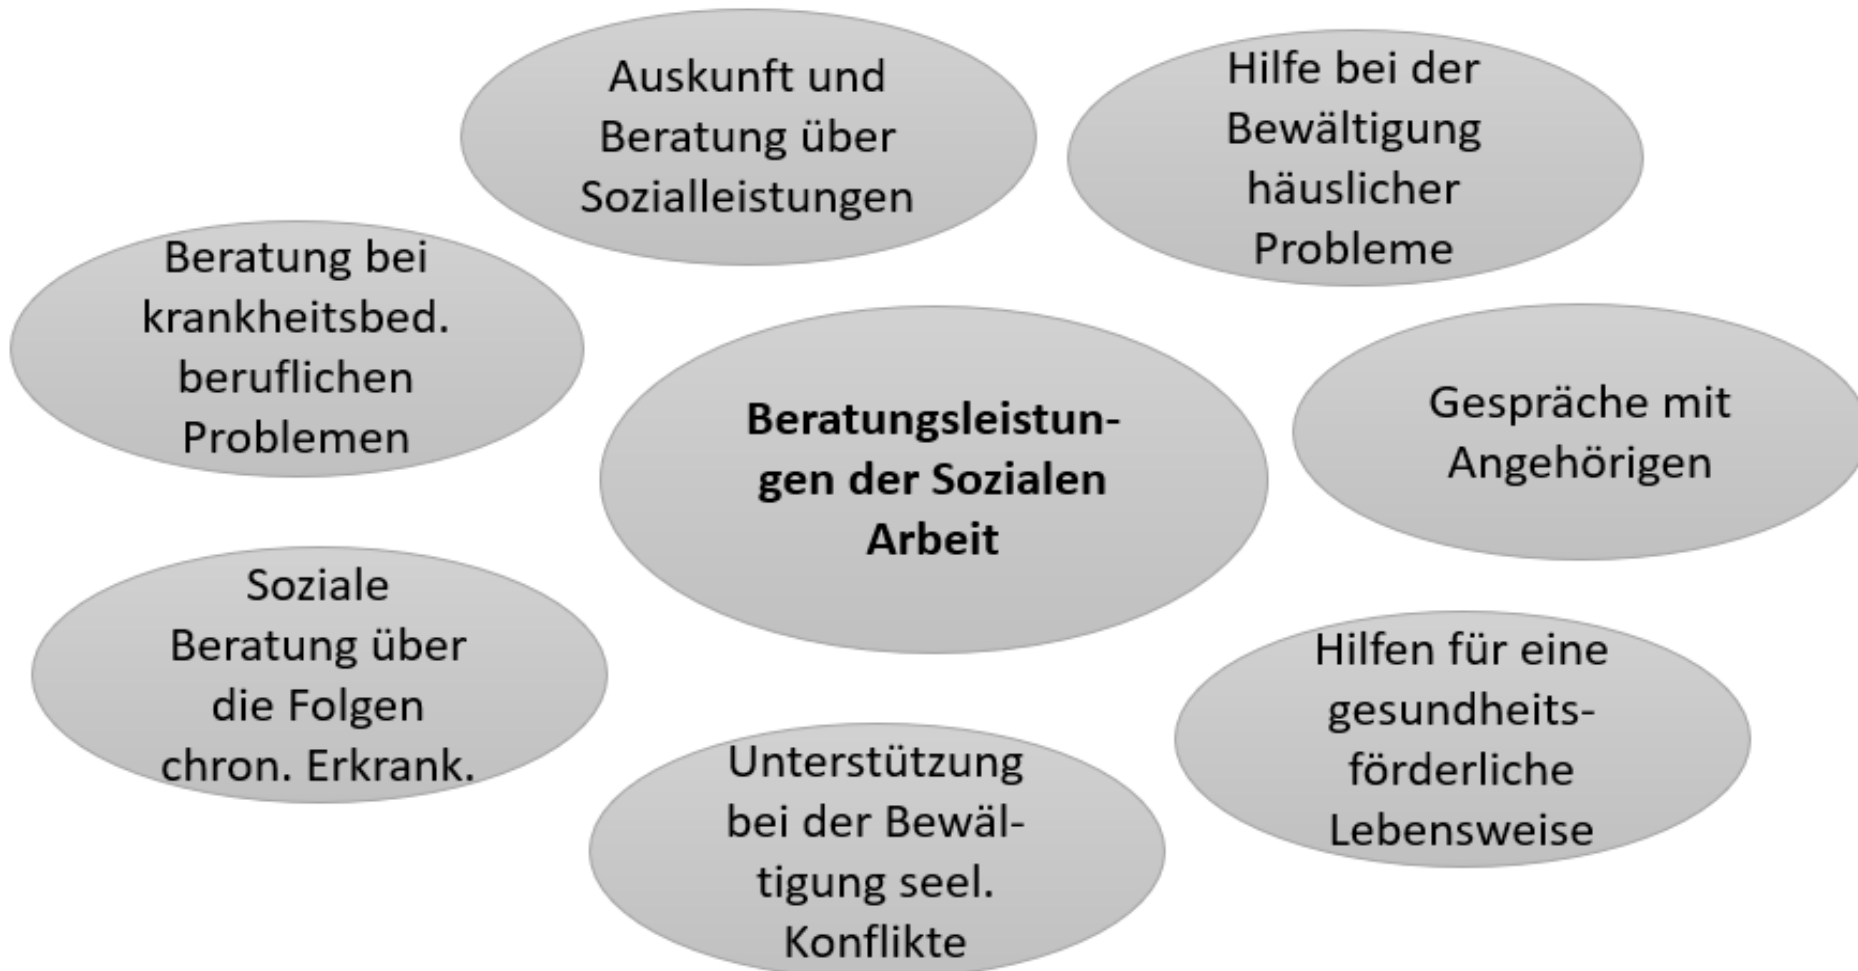 Auskunft und
Beratung über
Sozialleistungen
Hilfe bei der
Bewältigung
häuslicher
Probleme
Beratung bei
krankheitsbed.
beruflichen
Problemen
Beratungsleistun-
gen der Sozialen
Arbeit
Gespräche mit
Angehörigen
Soziale
Beratung über
die Folgen
chron. Erkrank.
Unterstützung
bei der Bewäl-
tigung seel.
Konflikte
Hilfen für eine
gesundheits-
förderliche
Lebensweise